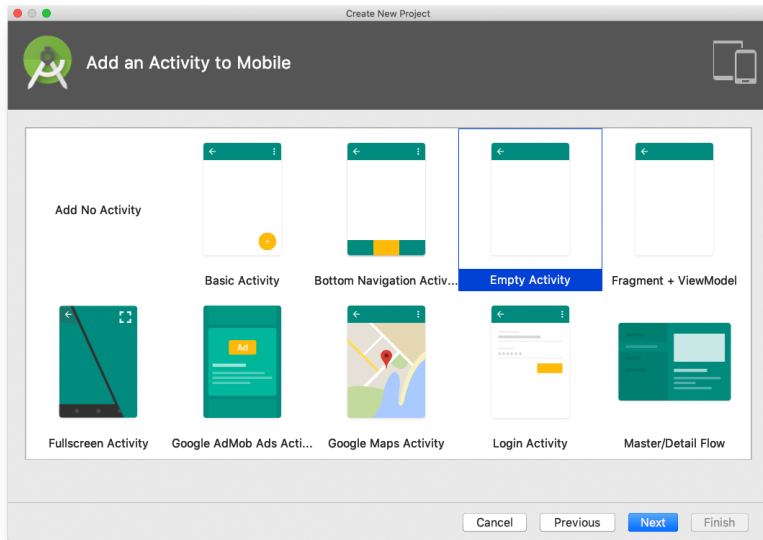 Create New Project
Add an Activity to Mobile
Add No Activity
Basic Activity
Bottom Navigation Activ...
Empty Activity
Fragment + ViewModel
Ad
Fullscreen Activity
Google AdMob Ads Acti...
Google Maps Activity
Login Activity
Master/Detail Flow
Cancel
Previous
Next
Finish